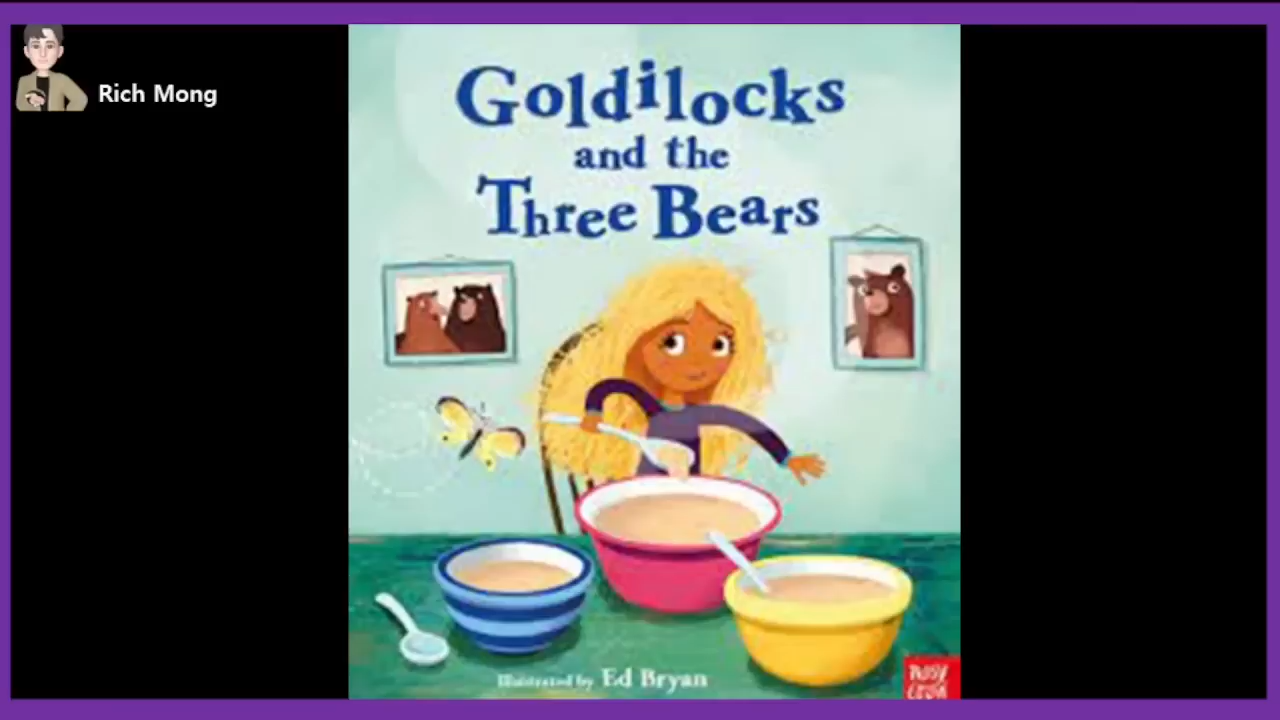 Rich Mong
Goldilocks
and the
Three Bears
Illustrated by Ed Bryan